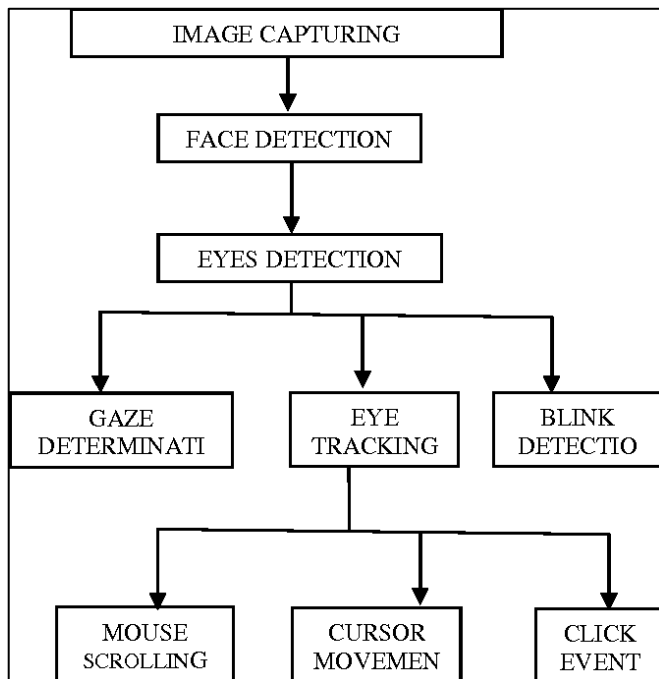 IMAGE CAPTURING
FACE DETECTION
EYES DETECTION
GAZE
DETERMINATI
EYE
TRACKING
BLINK
DETECTIO
MOUSE
SCROLLING
CURSOR
MOVEMEN
CLICK
EVENT